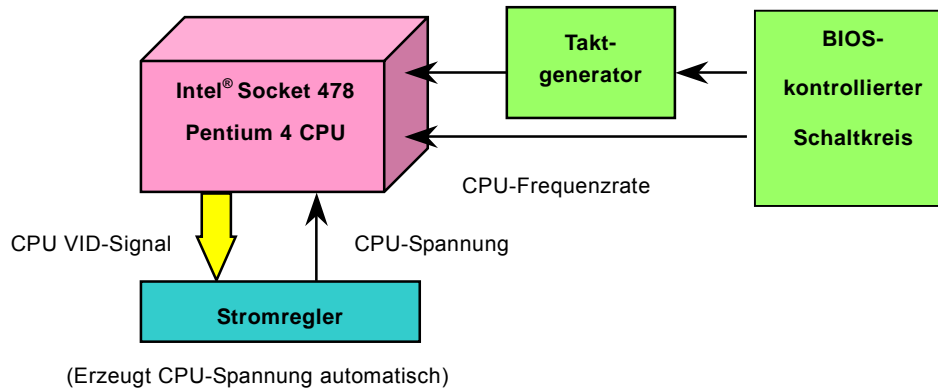 Intel® Socket 478
Pentium 4 CPU
Takt-
generator
BIOS-
kontrollierter
Schaltkreis
CPU-Frequenzrate
CPU VID-Signal
CPU-Spannung
Stromregler
(Erzeugt CPU-Spannung automatisch)